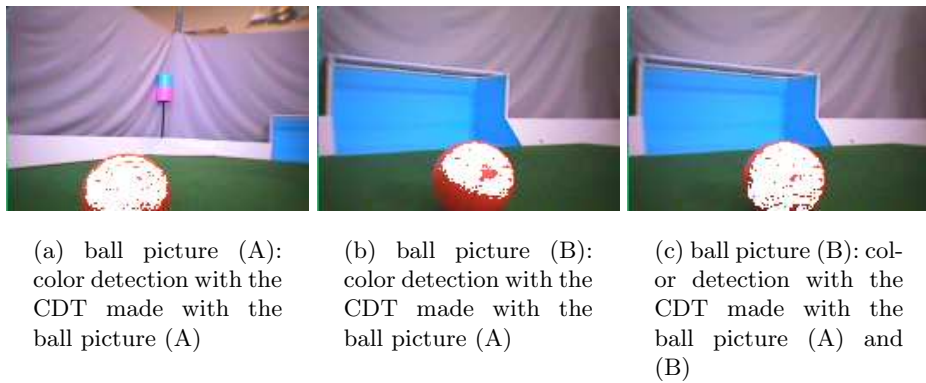 (a) ball picture (A):
color detection with the
CDT made with the
ball picture (A)
(b) ball picture (B):
color detection with the
CDT made with the
ball picture (A)
(c) ball picture (B): col-
or detection with the
CDT made with the
ball picture (A) and
(B)